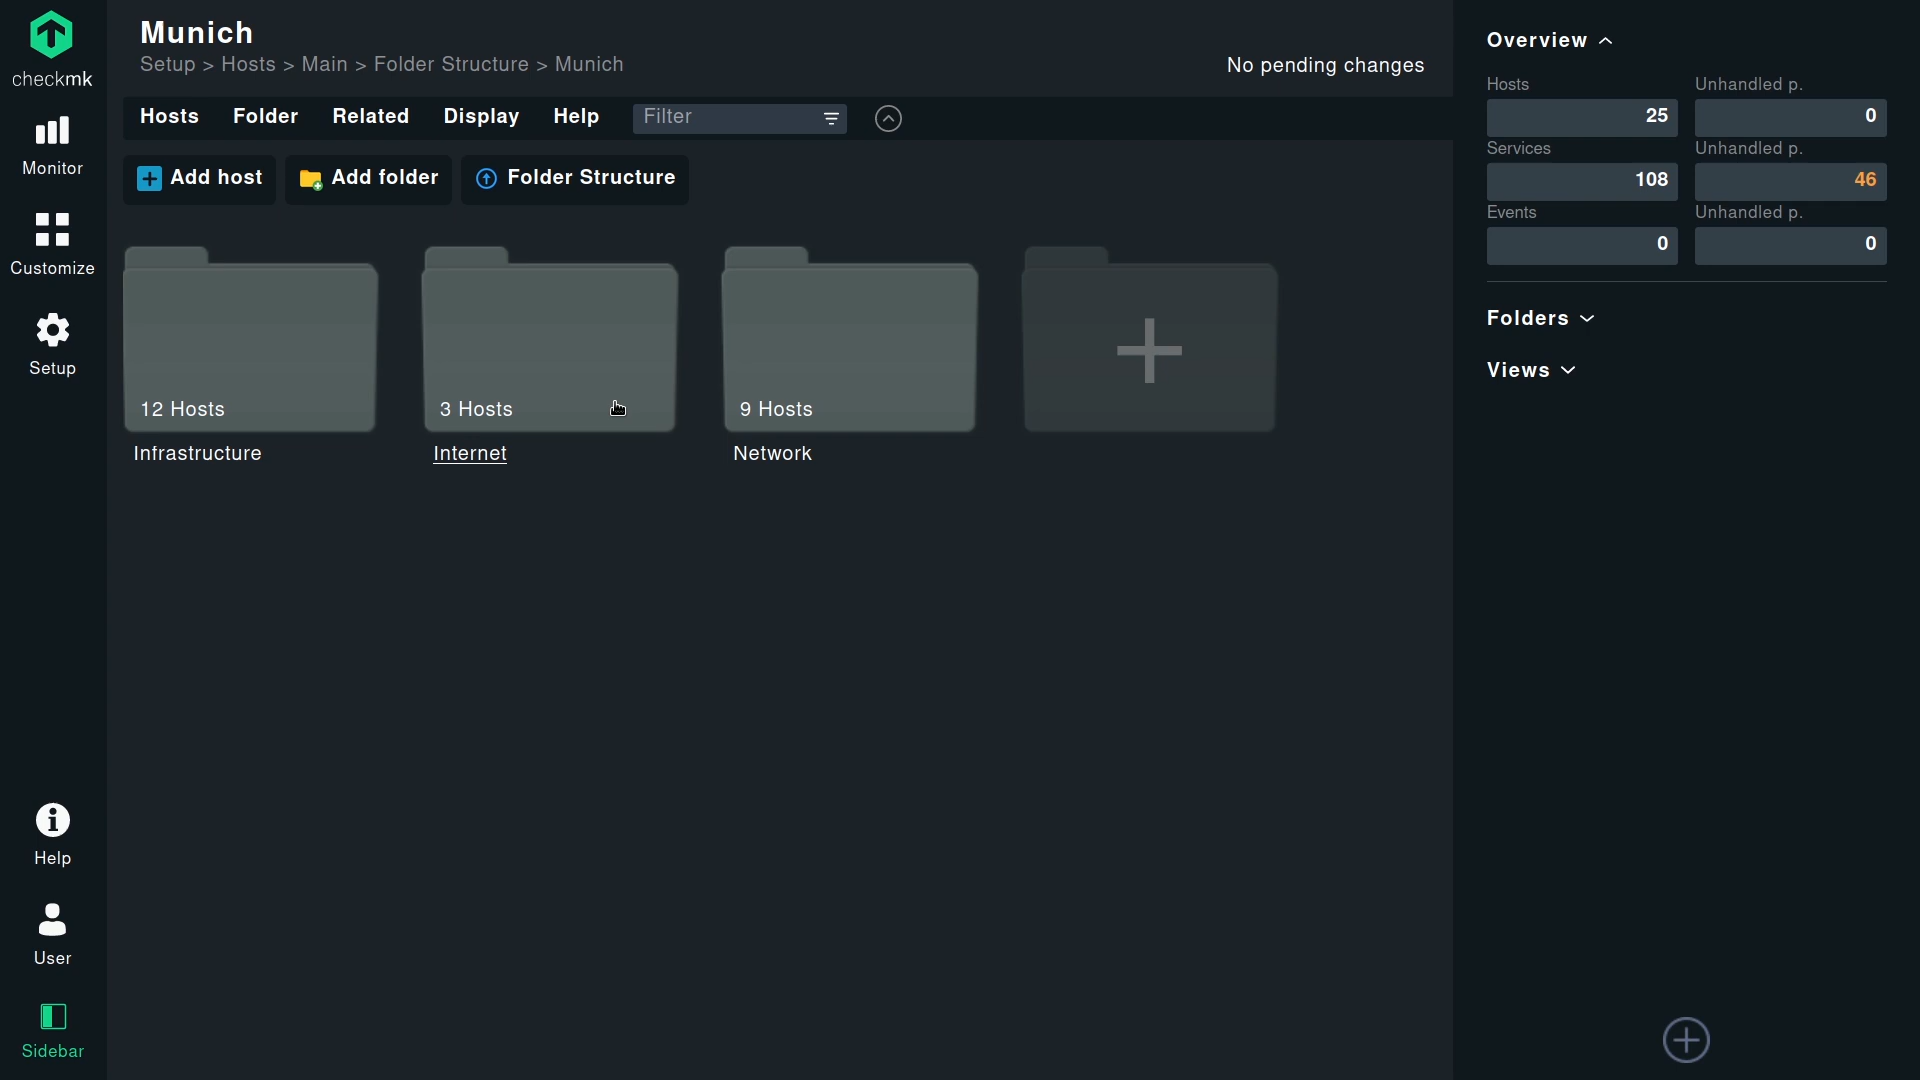 checkmk
Monitor
Customize
Setup
Help
User
Sidebar
Munich
Setup > Hosts > Main > Folder Structure > Munich
No pending changes
Hosts Folder Related Display Help Filter
Add host Add folder Folder Structure
12 Hosts
Infrastructure
3 Hosts
Internet
9 Hosts
Network
Overview
Hosts Unhandled p.
25 0
Services Unhandled p.
108 46
Events Unhandled p.
0 0
Folders
Views